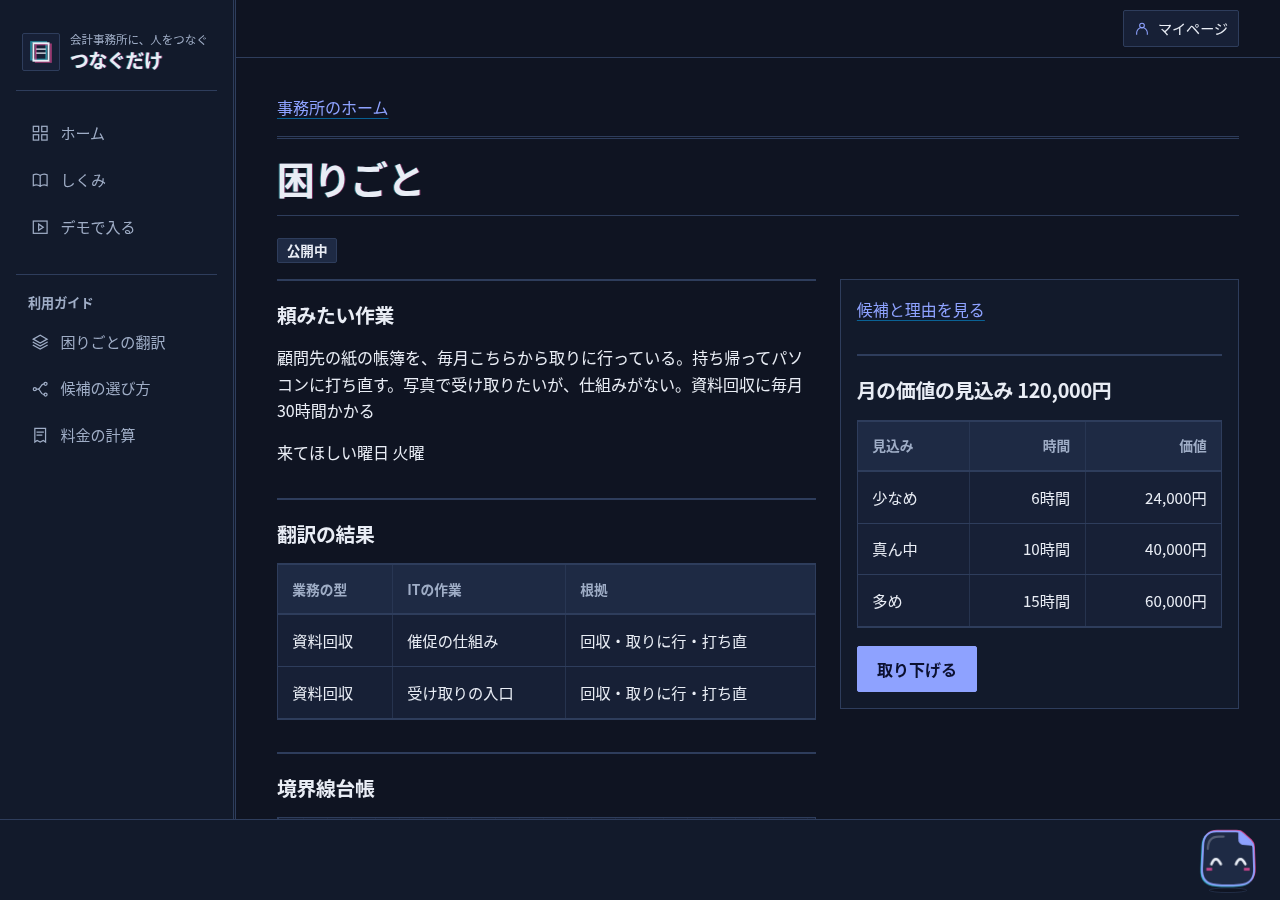 会計事務所に、人をつなぐ
つなぐだけ
ホーム
しくみ
デモで入る
利用ガイド
困りごとの翻訳
候補の選び方
料金の計算
マイページ
事務所のホーム
困りごと
公開中
頼みたい作業
顧問先の紙の帳簿を、毎月こちらから取りに行っている。持ち帰ってパソ
コンに打ち直す。写真で受け取りたいが、仕組みがない。資料回収に毎月
30時間かかる
来てほしい曜日 火曜
翻訳の結果
業務の型 ITの作業 根拠
資料回収 催促の仕組み 回収・取りに行・打ち直
資料回収 受け取りの入口 回収・取りに行・打ち直
境界線台帳
候補と理由を見る
月の価値の見込み 120,000円
見込み 時間 価値
少なめ 6時間 24,000円
真ん中 10時間 40,000円
多め 15時間 60,000円
取り下げる